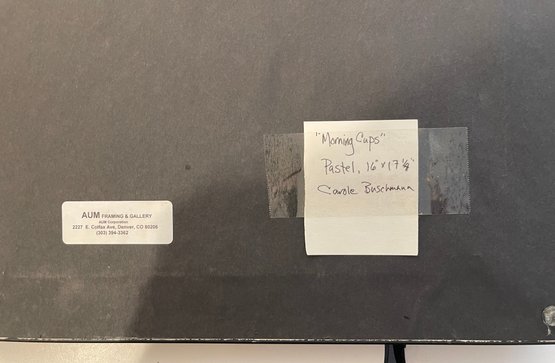 "Morning Cups"
Pastel, 16" x 17 ½"
Carole Buschmann
AUM FRAMING & GALLERY
AUM Corporation
2227 E. Colfax Ave, Denver, CO 80206
(303) 394-3362